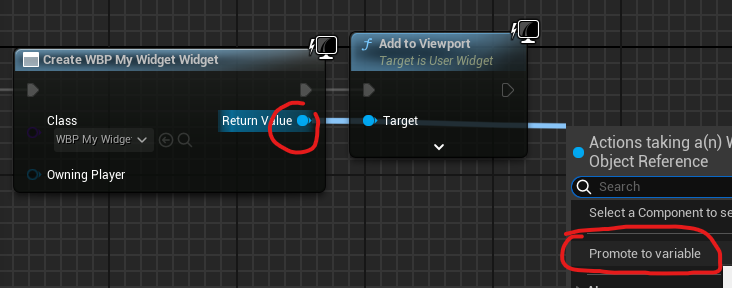 Create WBP My Widget Widget
Class
WBP My Widge
Return Value
Owning Player
Add to Viewport
Target is User Widget
Target
Actions taking a(n) W
Object Reference
Search
Select a Component to se
Promote to variable